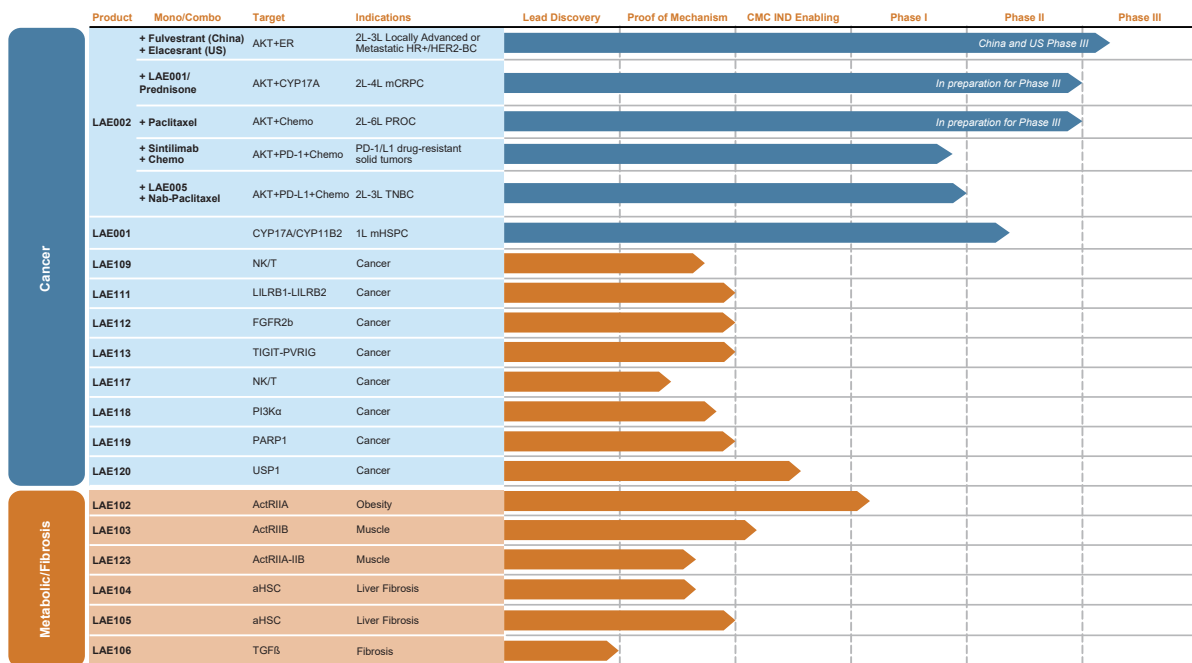 Product Mono/Combo Target Indications Lead Discovery Proof of Mechanism CMC IND Enabling Phase I Phase II Phase III
Cancer
LAE002
+ Fulvestrant (China)
+ Elacesrant (US)
AKT+ER
2L-3L Locally Advanced or
Metastatic HR+/HER2-BC
China and US Phase III
+ LAE001/
Prednisone
AKT+CYP17A
2L-4L mCRPC
In preparation for Phase III
+ Paclitaxel
AKT+Chemo
2L-6L PROC
In preparation for Phase III
+ Sintilimab
+ Chemo
AKT+PD-1+Chemo
PD-1/L1 drug-resistant
solid tumors
+ LAE005
+ Nab-Paclitaxel
AKT+PD-L1+Chemo
2L-3L TNBC
LAE001 CYP17A/CYP11B2 1L mHSPC
LAE109 NK/T Cancer
LAE111 LILRB1-LILRB2 Cancer
LAE112 FGFR2b Cancer
LAE113 TIGIT-PVRIG Cancer
LAE117 NK/T Cancer
LAE118 PI3Kα Cancer
LAE119 PARP1 Cancer
LAE120 USP1 Cancer
Metabolic/Fibrosis
LAE102 ActRIIA Obesity
LAE103 ActRIIB Muscle
LAE123 ActRIIA-IIB Muscle
LAE104 aHSC Liver Fibrosis
LAE105 aHSC Liver Fibrosis
LAE106 TGFß Fibrosis